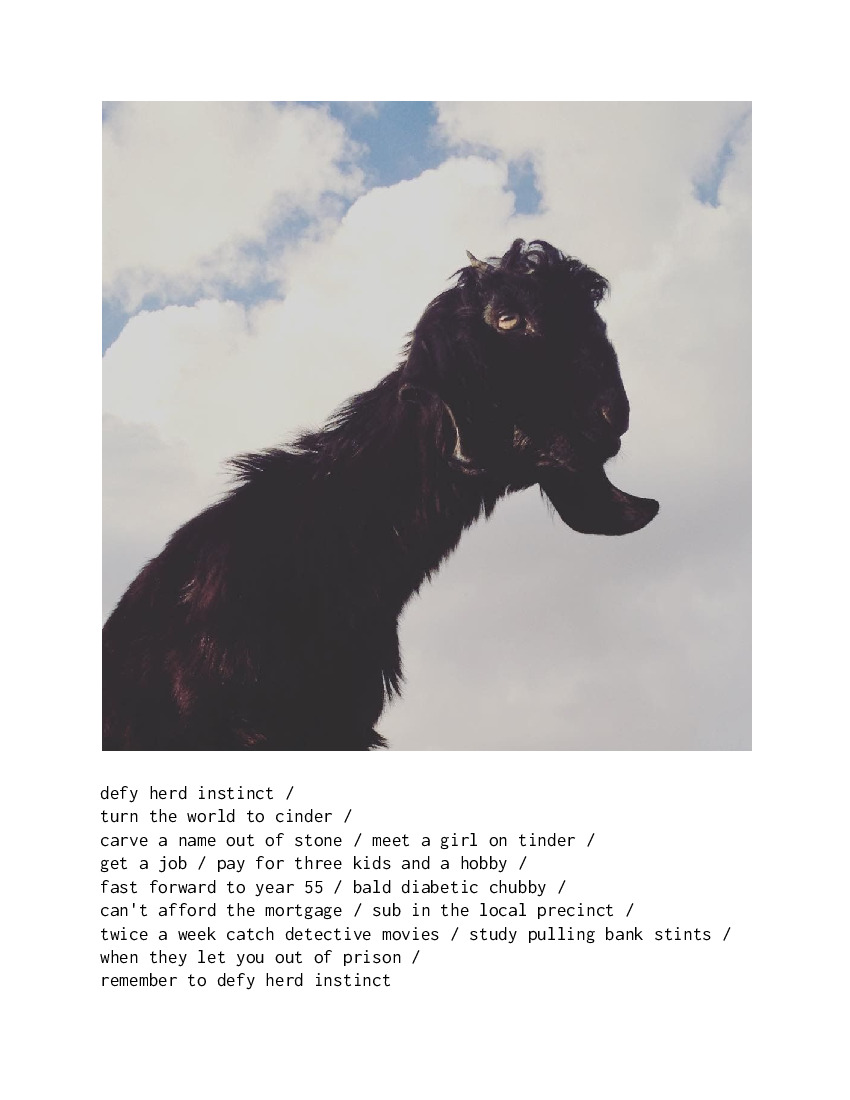 defy herd instinct /
turn the world to cinder /
carve a name out of stone / meet a girl on tinder /
get a job / pay for three kids and a hobby /
fast forward to year 55 / bald diabetic chubby /
can't afford the mortgage / sub in the local precinct /
twice a week catch detective movies / study pulling bank stints /
when they let you out of prison /
remember to defy herd instinct